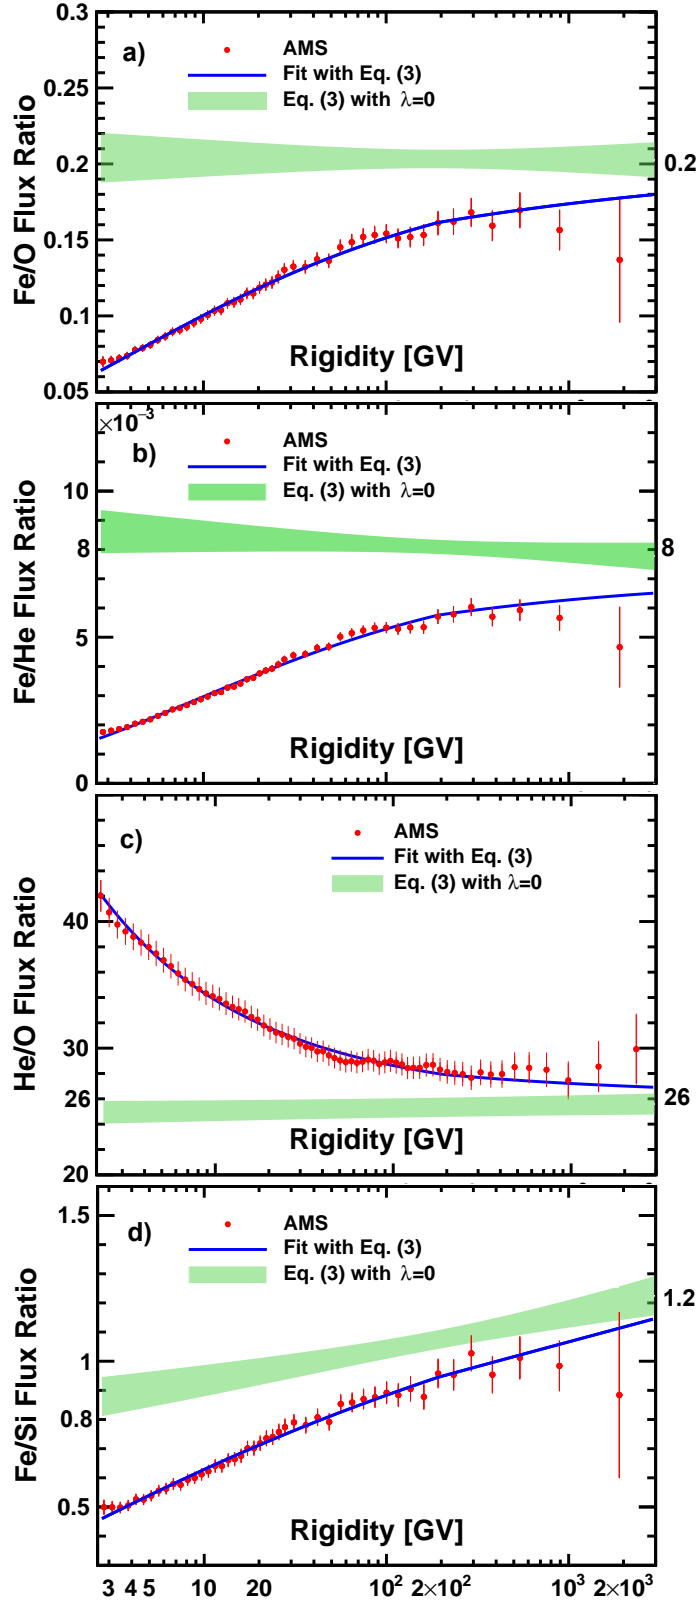 0.3
a)
AMS
Fit with Eq. (3)
Eq. (3) with λ=0
0.25
0.2
0.2
0.15
0.1
0.05
Fe/O Flux Ratio
Rigidity [GV]
×10−3
b)
AMS
Fit with Eq. (3)
Eq. (3) with λ=0
10
8
8
5
0
Fe/He Flux Ratio
Rigidity [GV]
c)
AMS
Fit with Eq. (3)
Eq. (3) with λ=0
40
30
26
26
20
He/O Flux Ratio
Rigidity [GV]
d)
AMS
Fit with Eq. (3)
Eq. (3) with λ=0
1.5
1.2
1
0.8
0.5
Fe/Si Flux Ratio
Rigidity [GV]
3 4 5 10 20 10² 2×10² 10³ 2×10³